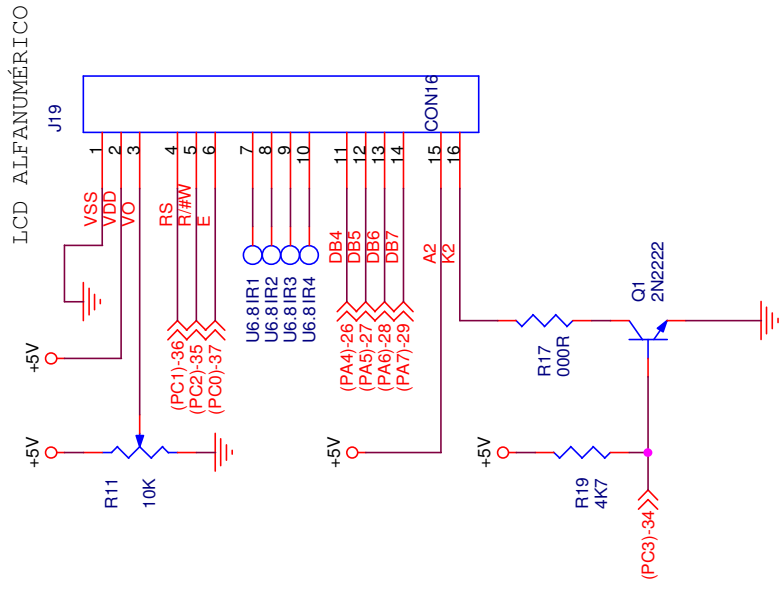 LCD ALFANUMÉRICO
J19
CON16
1
2
3
4
5
6
7
8
9
10
11
12
13
14
15
16
VSS
VDD
VO
RS
R/#W
E
DB4
DB5
DB6
DB7
A2
K2
+5V
+5V
R11
10K
(PC1)-36
(PC2)-35
(PC0)-37
U6.8IR1
U6.8IR2
U6.8IR3
U6.8IR4
(PA4)-26
(PA5)-27
(PA6)-28
(PA7)-29
+5V
R17
000R
Q1
2N2222
+5V
R19
4K7
(PC3)-34